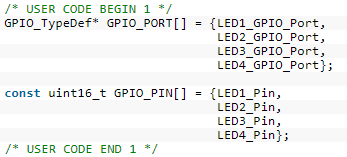 /* USER CODE BEGIN 1 */
GPIO_TypeDef* GPIO_PORT[] = {LED1_GPIO_Port,
                             LED2_GPIO_Port,
                             LED3_GPIO_Port,
                             LED4_GPIO_Port};

const uint16_t GPIO_PIN[] = {LED1_Pin,
                             LED2_Pin,
                             LED3_Pin,
                             LED4_Pin};
/* USER CODE END 1 */